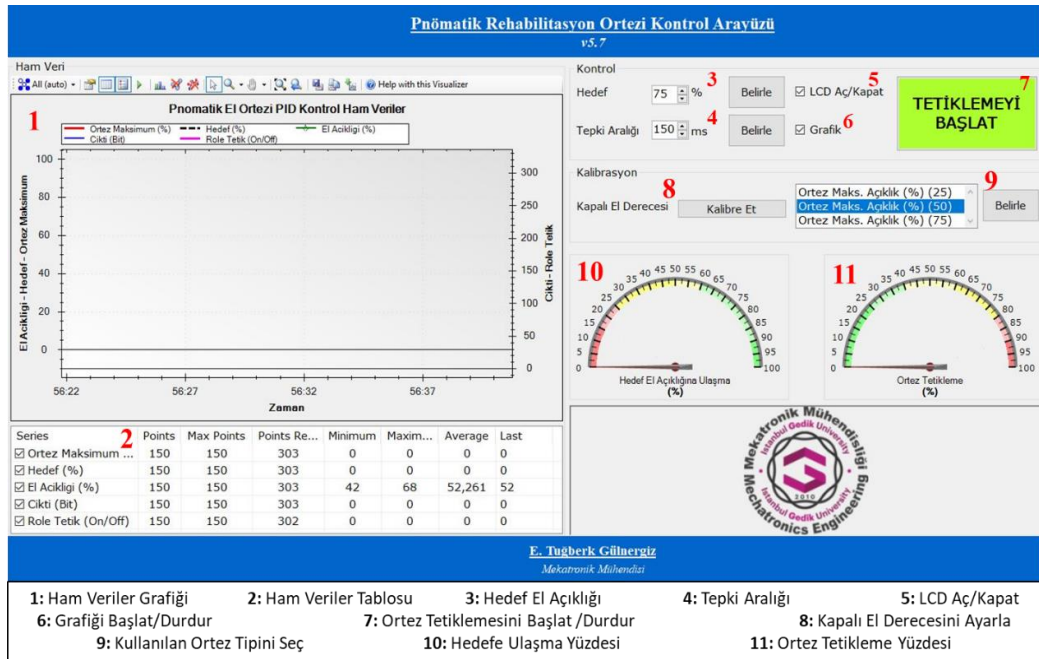 Pnömatik Rehabilitasyon Ortezi Kontrol Arayüzü
v5.7
Ham Veri
All (auto)
Help with this Visualizer
1
Pnomatik El Ortezi PID Kontrol Ham Veriler
Ortez Maksimum (%) Hedef (%) El Acikligi (%)
Cikti (Bit) Role Tetik (On/Off)
El Acikligi - Hedef - Ortez Maksimum
100
80
60
40
20
0
300
250
200
150
100
50
0
Cikti - Role Tetik
56:22 56:27 56:32 56:37
Zaman
2
Series Points Max Points Points Re... Minimum Maxim... Average Last
Ortez Maksimum ... 150 150 303 0 0 0 0
Hedef (%) 150 150 303 0 0 0 0
El Acikligi (%) 150 150 303 42 68 52,261 52
Cikti (Bit) 150 150 303 0 0 0 0
Role Tetik (On/Off) 150 150 302 0 0 0 0
Kontrol
Hedef 75 % 3 Belirle LCD Aç/Kapat 5
Tepki Aralığı 150 ms 4 Belirle Grafik 6
7
TETİKLEMEYİ
BAŞLAT
Kalibrasyon
8
Kapalı El Derecesi Kalibre Et
Ortez Maks. Açıklık (%) (25)
Ortez Maks. Açıklık (%) (50)
Ortez Maks. Açıklık (%) (75)
9
Belirle
10
0 5 10 15 20 25 30 35 40 45 50 55 60 65 70 75 80 85 90 95 100
Hedef El Açıklığına Ulaşma
(%)
11
0 5 10 15 20 25 30 35 40 45 50 55 60 65 70 75 80 85 90 95 100
Ortez Tetikleme
(%)
Mekatronik Mühendisliği
Istanbul Gedik University
2010
Istanbul Gedik University
Mechatronics Engineering
E. Tuğberk Gülnergiz
Mekatronik Mühendizi
1: Ham Veriler Grafiği 2: Ham Veriler Tablosu 3: Hedef El Açıklığı 4: Tepki Aralığı 5: LCD Aç/Kapat
6: Grafiği Başlat/Durdur 7: Ortez Tetiklemesini Başlat /Durdur 8: Kapalı El Derecesini Ayarla
9: Kullanılan Ortez Tipini Seç 10: Hedefe Ulaşma Yüzdesi 11: Ortez Tetikleme Yüzdesi